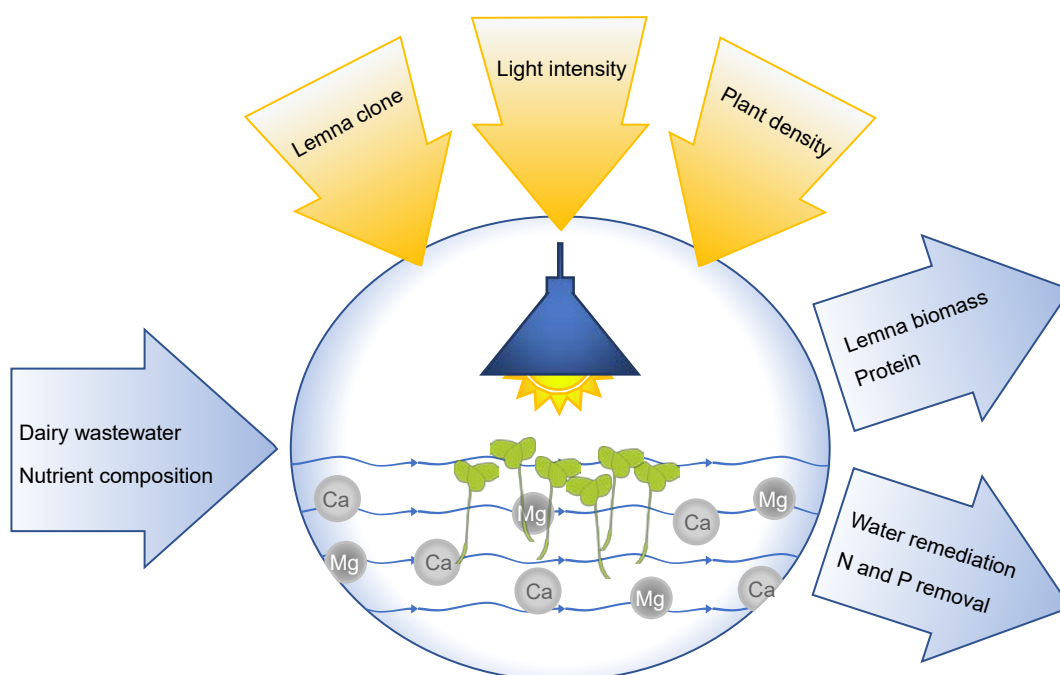 Light intensity
Lemna clone
Plant density
Lemna biomass
Protein
Dairy wastewater
Nutrient composition
Ca
Mg
Ca
Mg
Mg
Ca
Ca
Mg
Ca
Water remediation
N and P removal